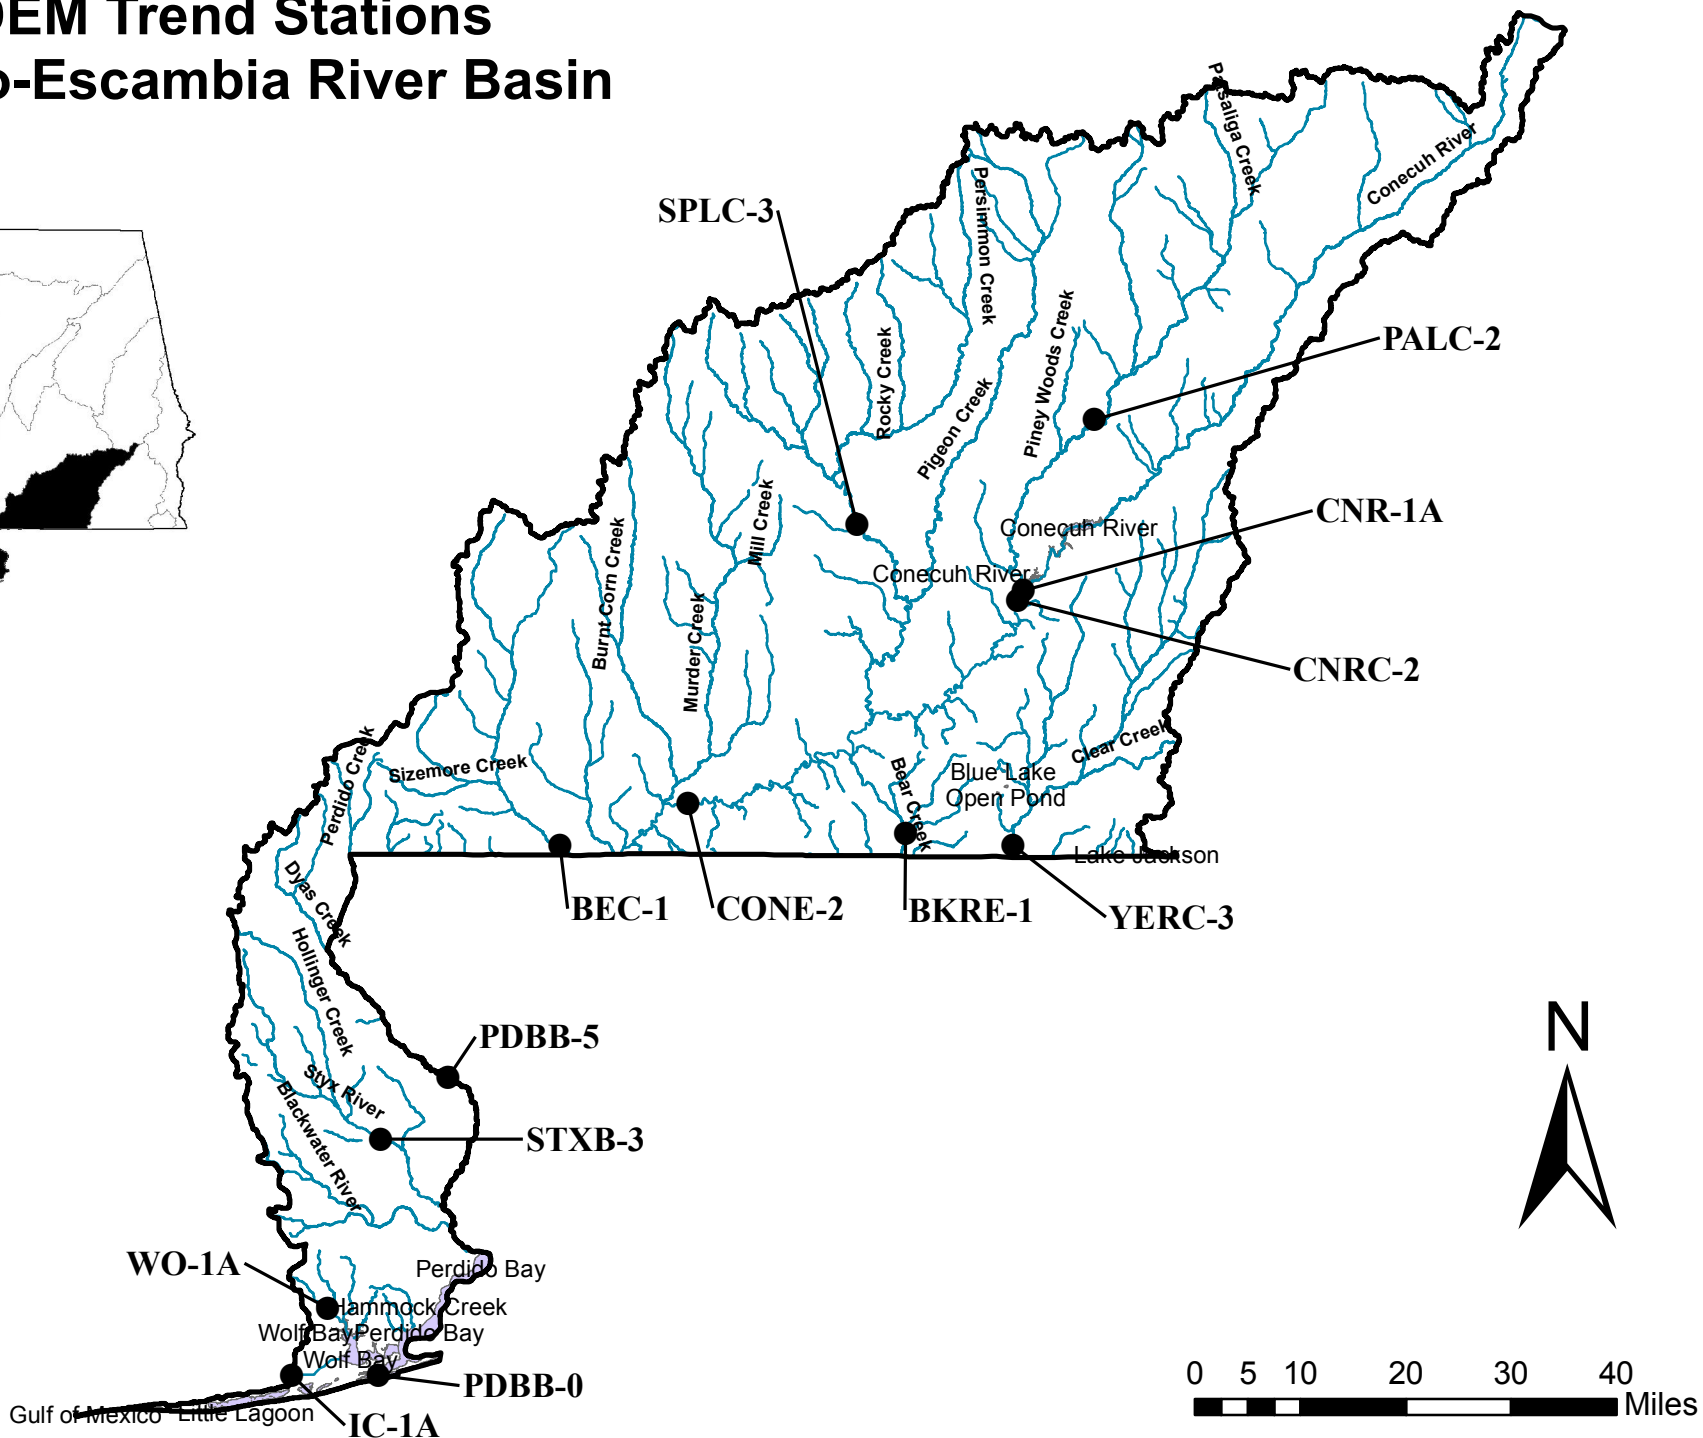 DEM Trend Stations
o-Escambia River Basin
Pasaliga Creek
Conecuh River
Persimmon Creek
SPLC-3
Rocky Creek
Piney Woods Creek
Pigeon Creek
PALC-2
CNR-1A
Conecuh River
Conecuh River
Mill Creek
Burnt Corn Creek
Murder Creek
CNRC-2
Perdido Creek
Sizemore Creek
Clear Creek
Bear Creek
Blue Lake
Open Pond
Lake Jackson
Dyas Creek
BEC-1
CONE-2
BKRE-1
YERC-3
Hollinger Creek
PDBB-5
Styx River
Blackwater River
STXB-3
N
WO-1A
Perdido Bay
Hammock Creek
Wolf Bay
Perdido Bay
Wolf Bay
PDBB-0
Gulf of Mexico
Little Lagoon
IC-1A
0 5 10 20 30 40
Miles